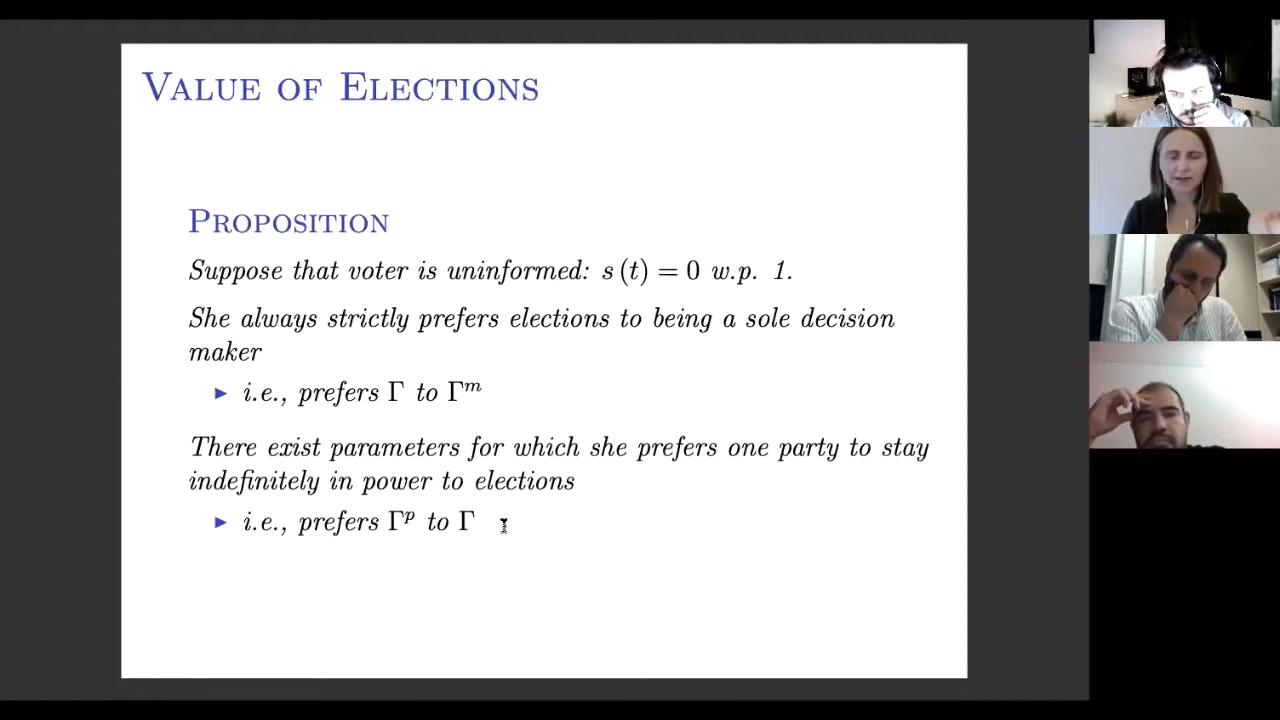 VALUE OF ELECTIONS
PROPOSITION
Suppose that voter is uninformed: s (t) = 0 w.p. 1.
She always strictly prefers elections to being a sole decision
maker
▶ i.e., prefers Γ to Γᵐ
There exist parameters for which she prefers one party to stay
indefinitely in power to elections
▶ i.e., prefers Γᵖ to Γ